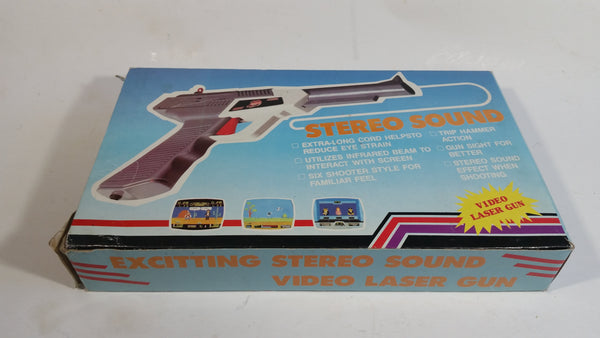 STEREO SOUND
EXTRA-LONG CORD HELPSTO
REDUCE EYE STRAIN
UTILIZES INFRARED BEAM TO
INTERACT WITH SCREEN
SIX SHOOTER STYLE FOR
FAMILIAR FEEL
TRIP HAMMER
ACTION
GUN SIGHT FOR
BETTER
STEREO SOUND
EFFECT WHEN
SHOOTING
VIDEO
LASER GUN
EXCITTING STEREO SOUND
VIDEO LASER GUN